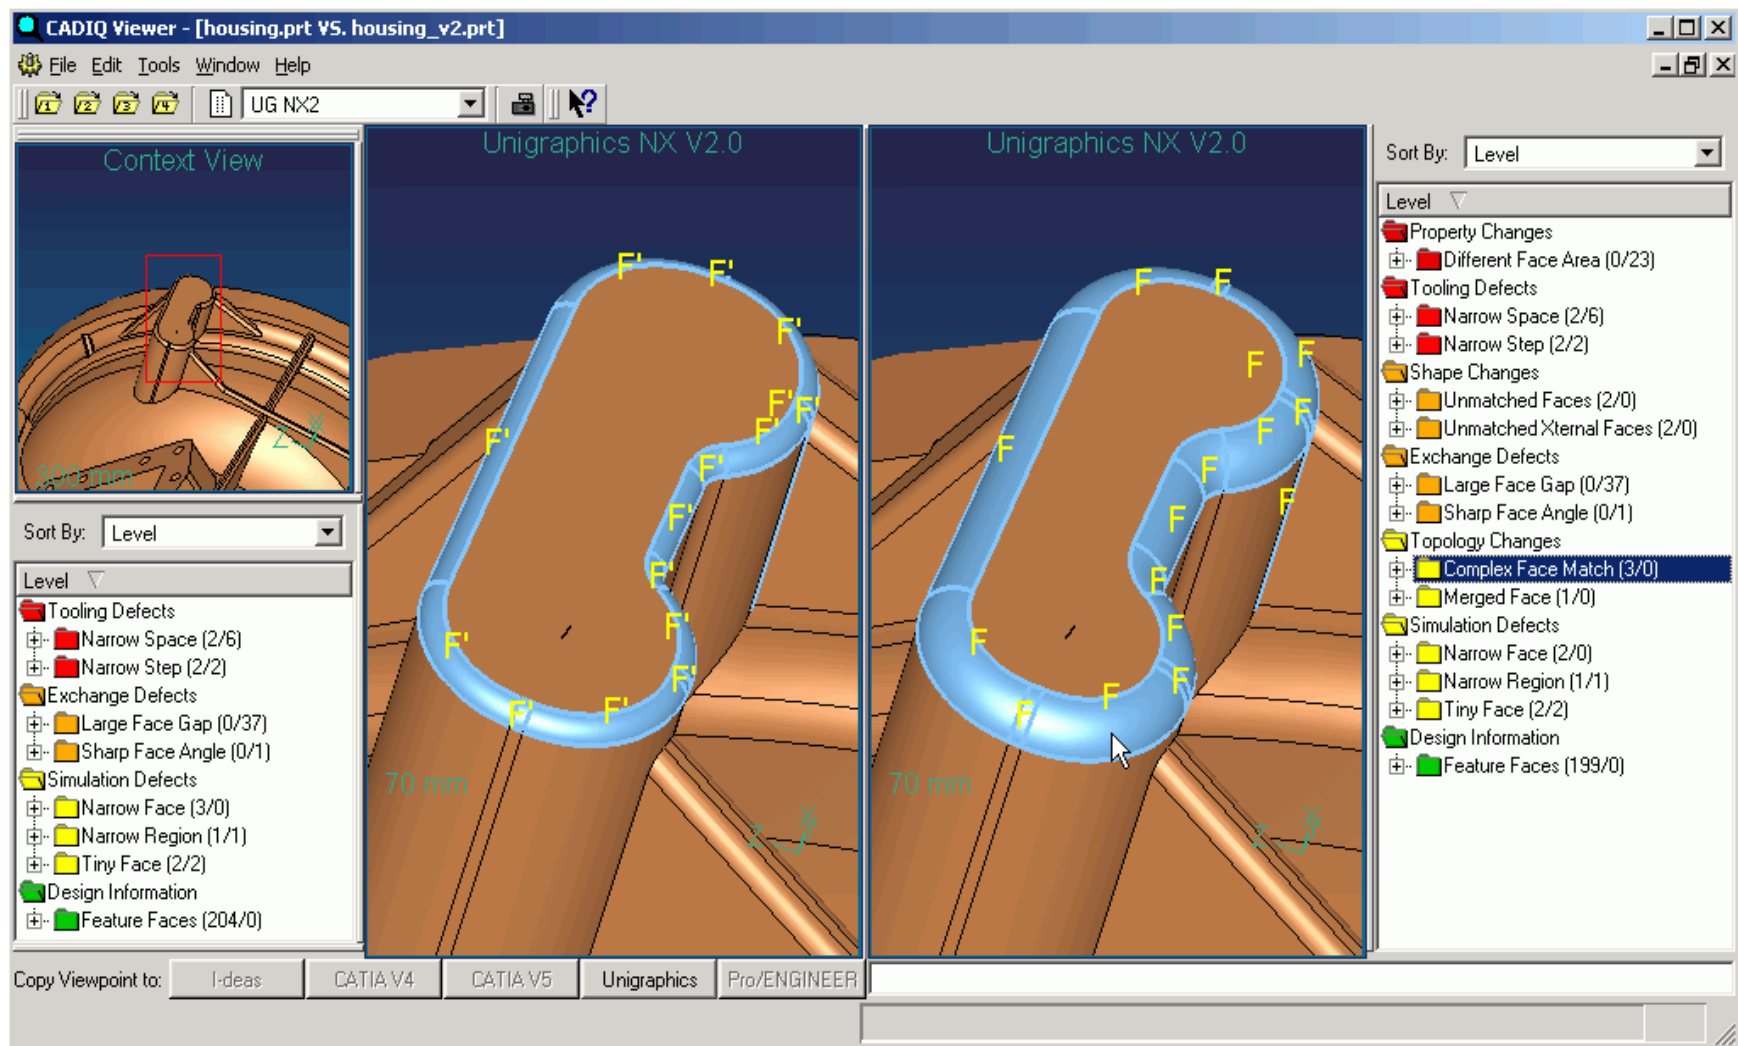 CADIQ Viewer - [housing.prt VS. housing_v2.prt]
File Edit Tools Window Help
1 2 3 4 UG NX2
Context View
300 mm
Z X
Sort By: Level
Level
Tooling Defects
Narrow Space (2/6)
Narrow Step (2/2)
Exchange Defects
Large Face Gap (0/37)
Sharp Face Angle (0/1)
Simulation Defects
Narrow Face (3/0)
Narrow Region (1/1)
Tiny Face (2/2)
Design Information
Feature Faces (204/0)
Unigraphics NX V2.0
F' F'
F'
F'
F'
F'
F'
F'
F'
F'
F'
F'
F'
F' F'
70 mm
Z X
Unigraphics NX V2.0
F F
F
F
F
F
F
F
F
F
F
F
F
F
F
F
70 mm
Z X
Sort By: Level
Level
Property Changes
Different Face Area (0/23)
Tooling Defects
Narrow Space (2/6)
Narrow Step (2/2)
Shape Changes
Unmatched Faces (2/0)
Unmatched Xternal Faces (2/0)
Exchange Defects
Large Face Gap (0/37)
Sharp Face Angle (0/1)
Topology Changes
Complex Face Match (3/0)
Merged Face (1/0)
Simulation Defects
Narrow Face (2/0)
Narrow Region (1/1)
Tiny Face (2/2)
Design Information
Feature Faces (199/0)
Copy Viewpoint to: I-deas CATIA V4 CATIA V5 Unigraphics Pro/ENGINEER